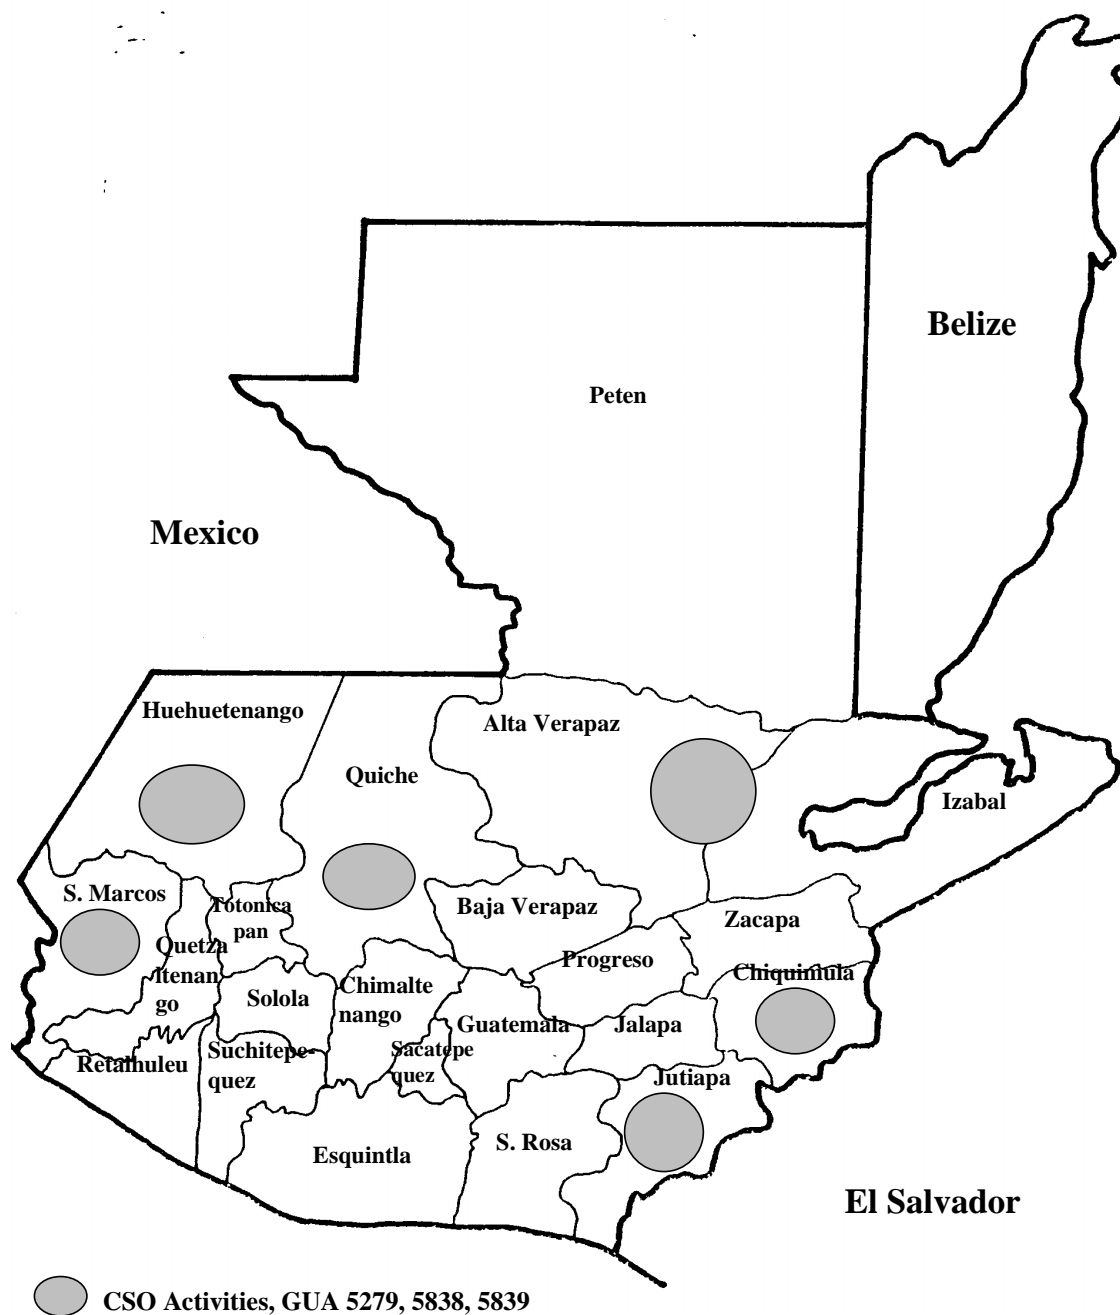 Belize
Peten
Mexico
Huehuetenango
Alta Verapaz
Quiche
Izabal
S. Marcos
Totonica
pan
Baja Verapaz
Zacapa
Quetza
ltenan
go
Progreso
Chiquimula
Solola
Chimalte
nango
Guatemala
Jalapa
Retalhuleu
Suchitepe-
quez
Sacatepe
quez
Jutiapa
Esquintla
S. Rosa
El Salvador
CSO Activities, GUA 5279, 5838, 5839